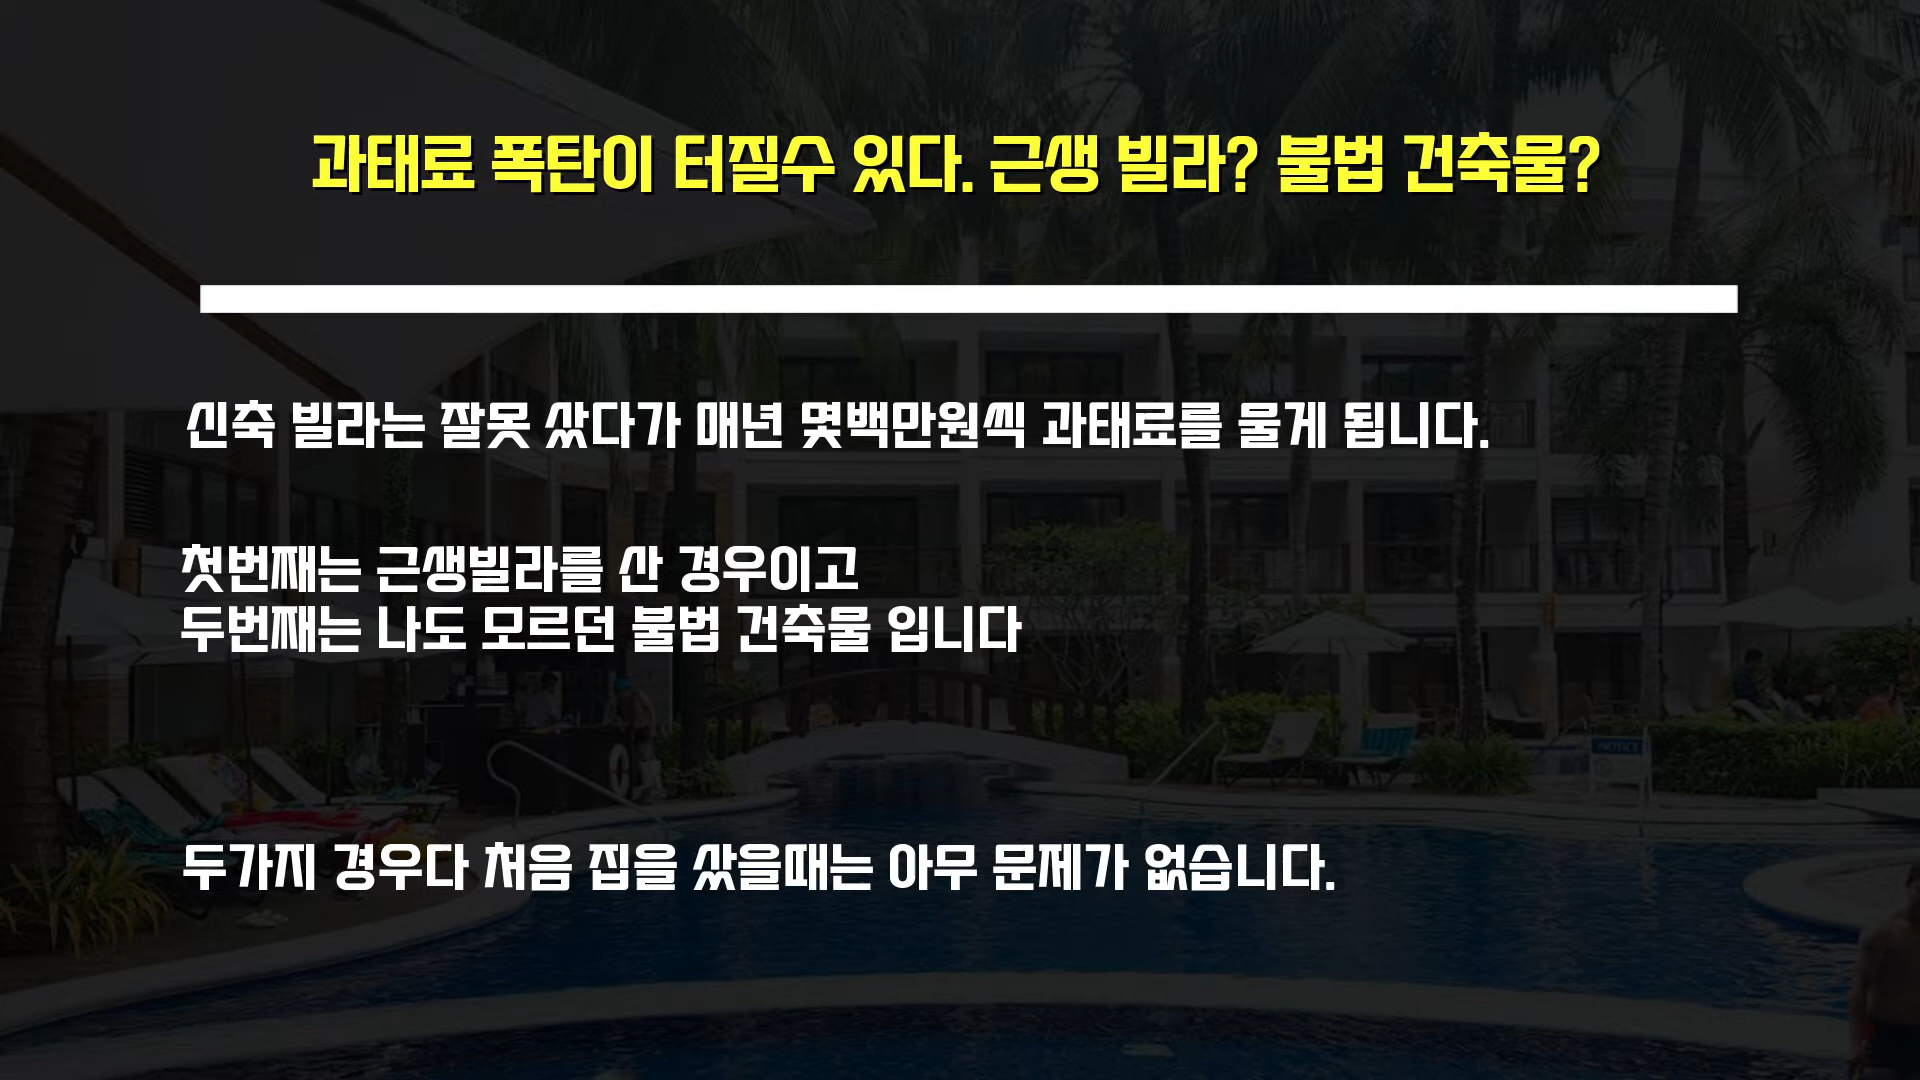 과태료 폭탄이 터질수 있다. 근생 빌라? 불법 건축물?
신축 빌라는 잘못 샀다가 매년 몇백만원씩 과태료를 물게 됩니다.
첫번째는 근생빌라를 산 경우이고
두번째는 나도 모르던 불법 건축물 입니다
두가지 경우다 처음 집을 샀을때는 아무 문제가 없습니다.
NOTICE